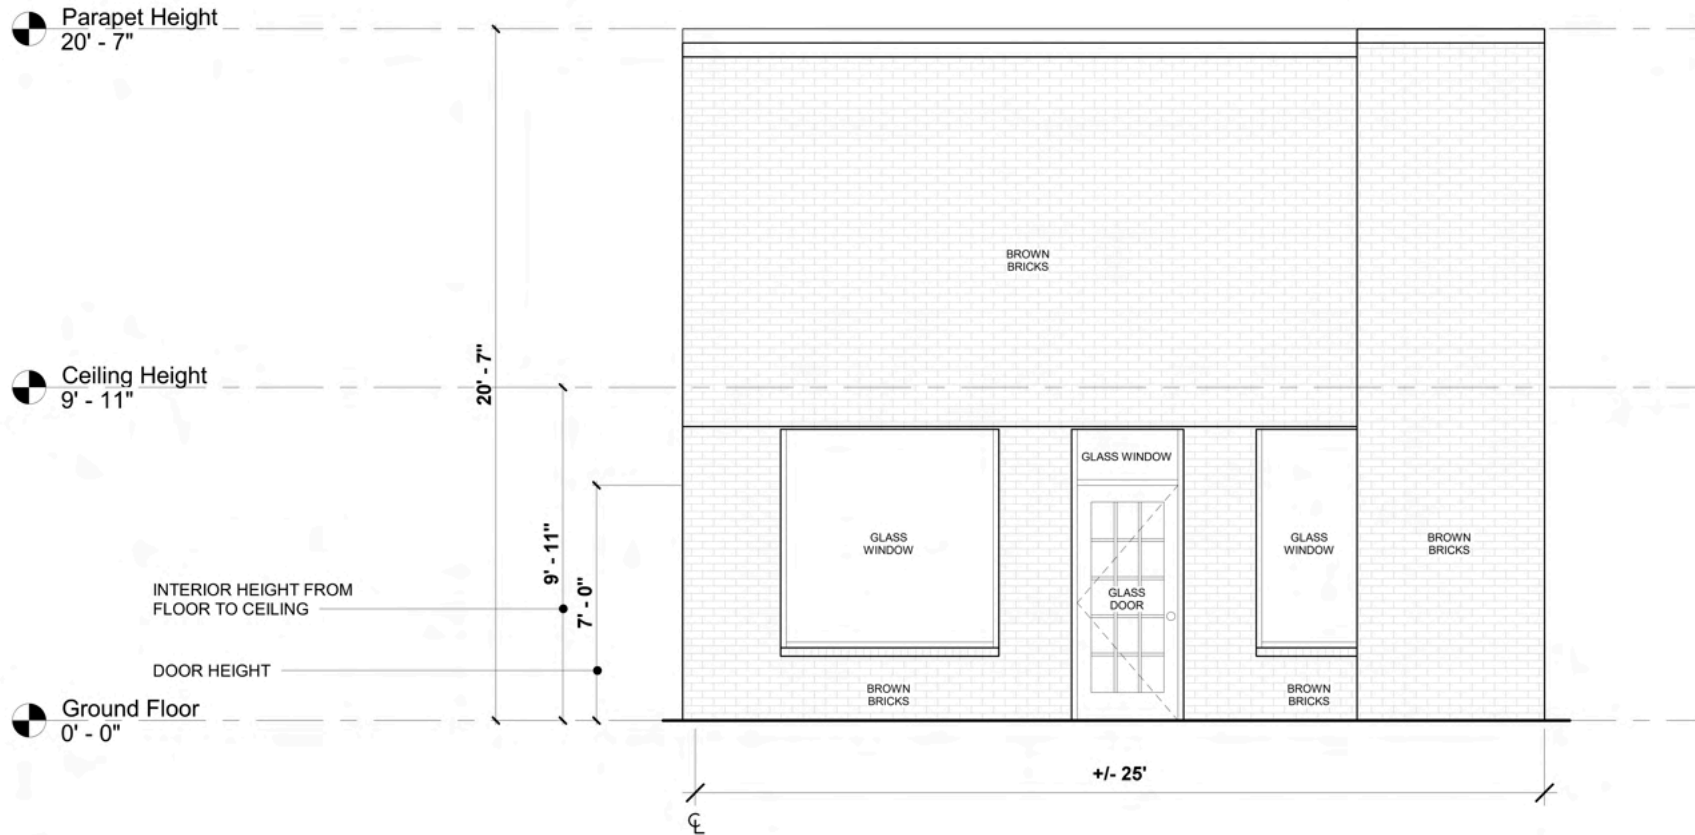 Parapet Height
20' - 7"
BROWN
BRICKS
20' - 7"
Ceiling Height
9' - 11"
GLASS WINDOW
GLASS
WINDOW
GLASS
WINDOW
BROWN
BRICKS
9' - 11"
7' - 0"
GLASS
DOOR
INTERIOR HEIGHT FROM
FLOOR TO CEILING
DOOR HEIGHT
BROWN
BRICKS
BROWN
BRICKS
Ground Floor
0' - 0"
+/- 25'
℄